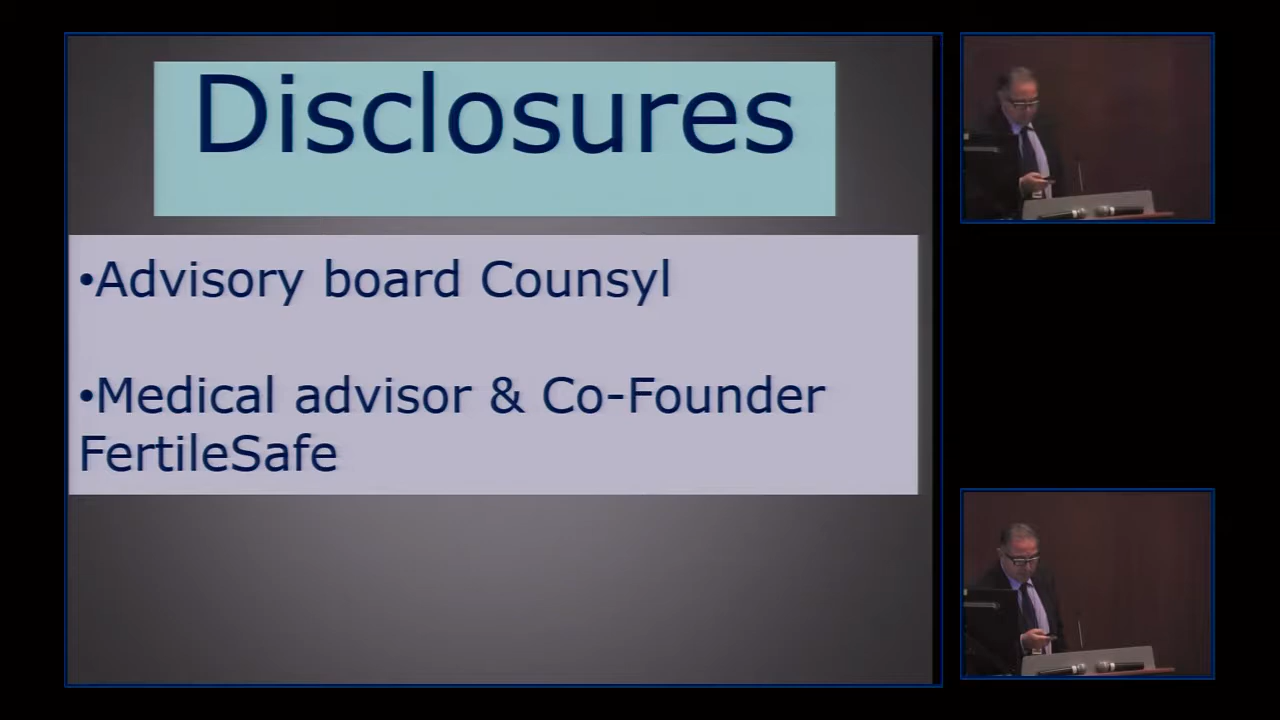 Disclosures
•Advisory board Counsyl
•Medical advisor & Co-Founder
FertileSafe